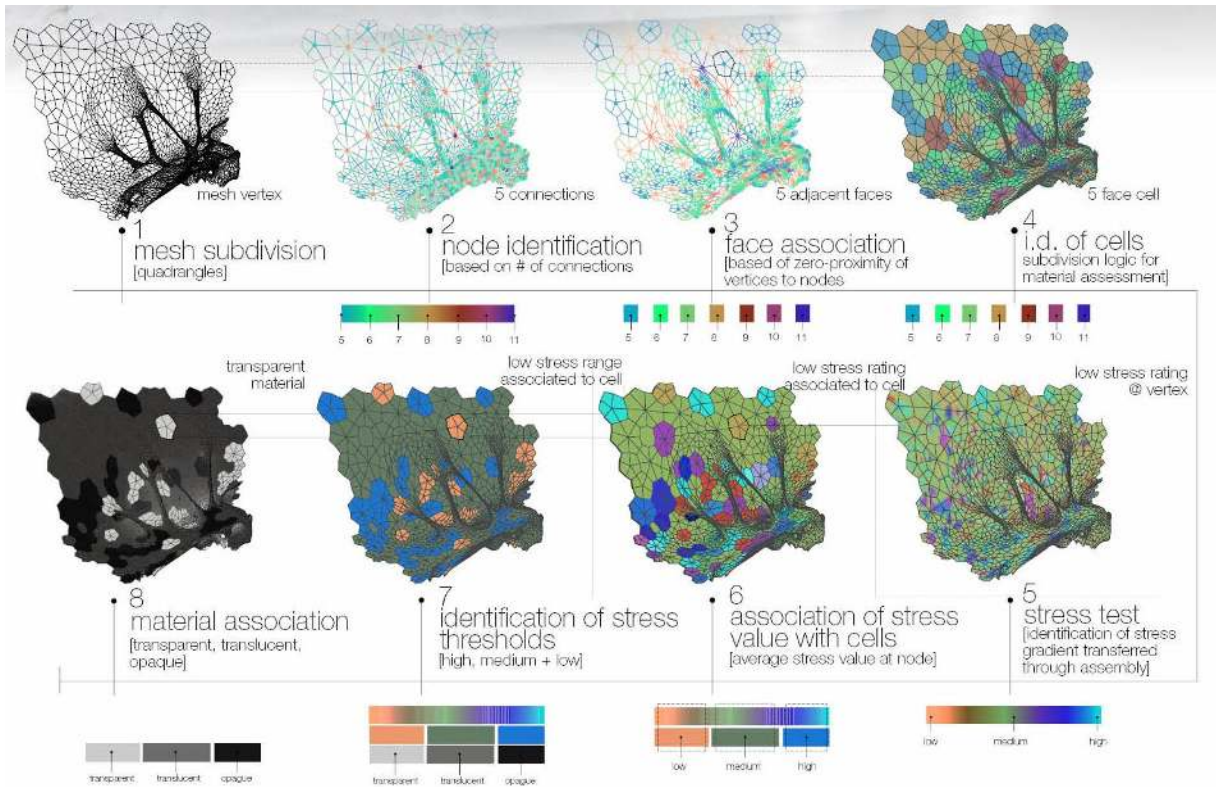 mesh vertex
5 connections
5 adjacent faces
5 face cell
1
mesh subdivision
[quadrangles]
2
node identification
[based on # of connections
3
face association
[based of zero-proximity of
vertices to nodes
4
i.d. of cells
subdivision logic for
material assessment]
5 6 7 8 9 10 11
5 6 7 8 9 10 11
5 6 7 8 9 10 11
transparent
material
low stress range
associated to cell
low stress rating
associated to cell
low stress rating
@ vertex
8
material association
[transparent, translucent,
opaque]
7
identification of stress
thresholds
[high, medium + low]
6
association of stress
value with cells
[average stress value at node]
5
stress test
[identification of stress
gradient transferred
through assembly]
transparent translucent opague
transparent translucent opague
low medium high
low medium high